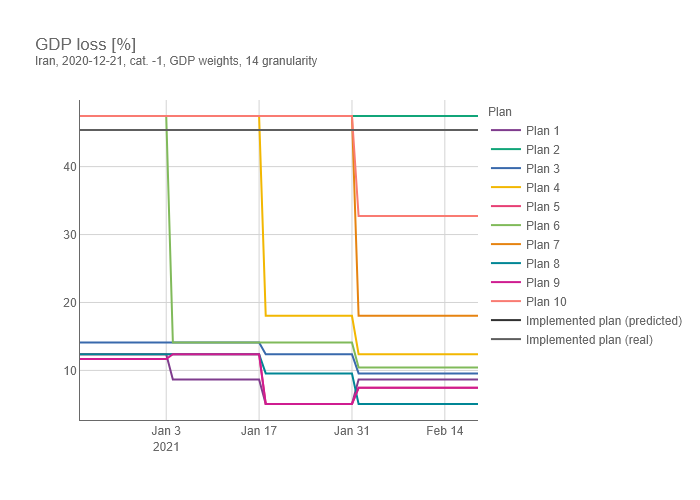 GDP loss [%]
Iran, 2020-12-21, cat. -1, GDP weights, 14 granularity
40
30
20
10
Jan 3
2021
Jan 17
Jan 31
Feb 14
Plan
Plan 1
Plan 2
Plan 3
Plan 4
Plan 5
Plan 6
Plan 7
Plan 8
Plan 9
Plan 10
Implemented plan (predicted)
Implemented plan (real)